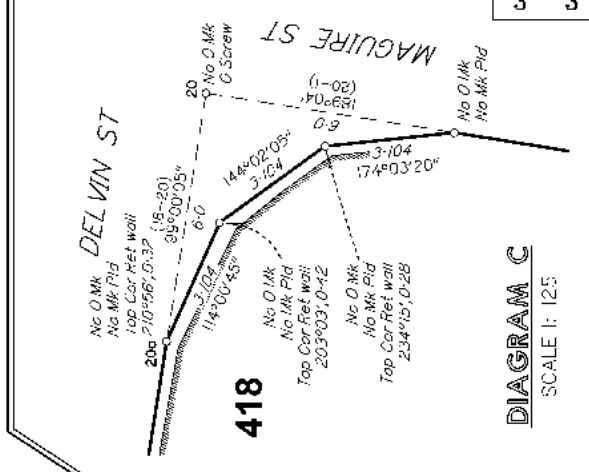 3 3
DELVIN ST
MAGUIRE ST
No O Mk
No Mk Pld
Top Cor Ret wall
210°56', 0·37
20a
(18-20)
99°00'05"
6·0
20
No O Mk
O Screw
189°04'
(20-1)
6·0
144°02'05"
3·104
3·104
114°00'45"
3·104
174°03'20"
No O Mk
No Mk Pld
No O Mk
No Mk Pld
Top Cor Ret wall
203°03', 0·42
No O Mk
No Mk Pld
Top Cor Ret wall
234°15', 0·28
418
DIAGRAM C
SCALE 1: 125